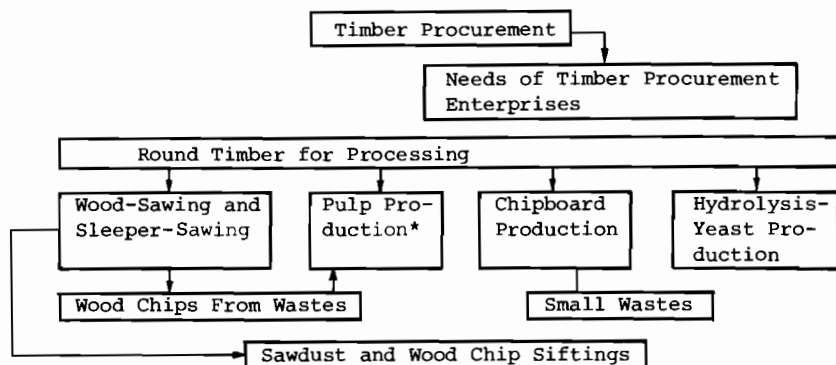 Timber Procurement
Needs of Timber Procurement
Enterprises
Round Timber for Processing
Wood-Sawing and
Sleeper-Sawing
Pulp Pro-
duction*
Chipboard
Production
Hydrolysis-
Yeast Pro-
duction
Wood Chips From Wastes
Small Wastes
Sawdust and Wood Chip Siftings